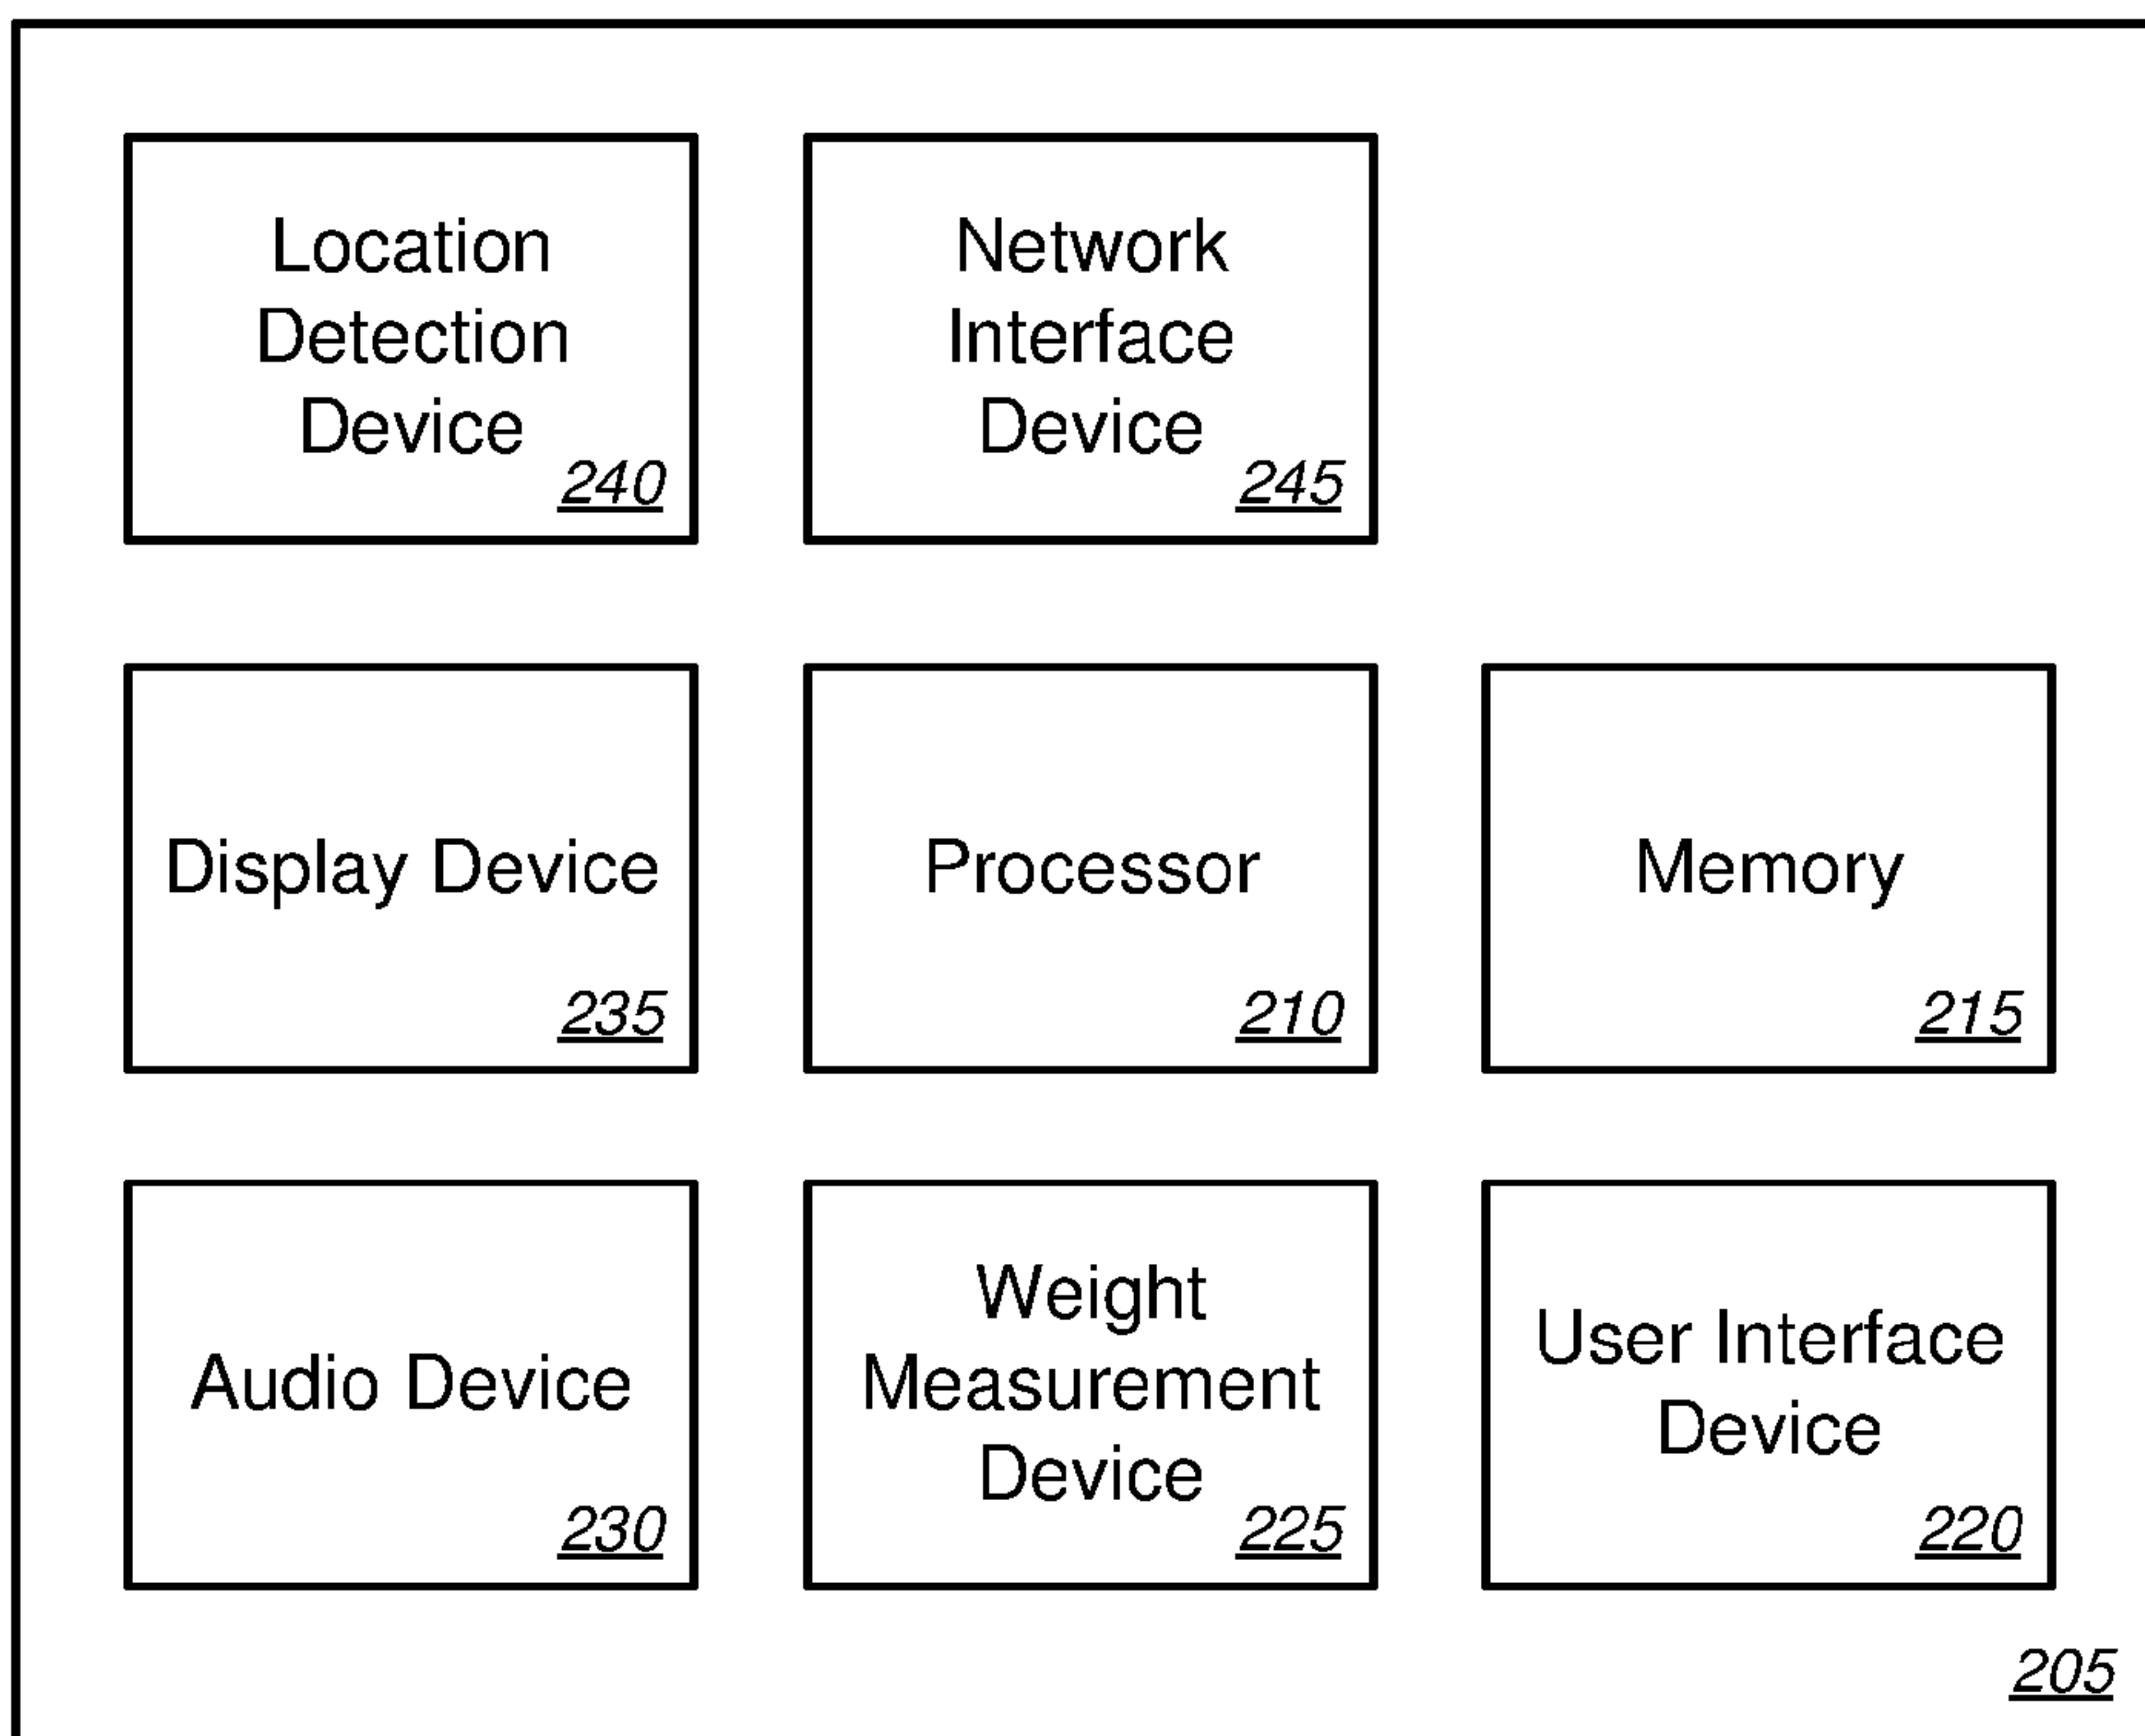 Location
Detection
Device
240
Network
Interface
Device
245
Display Device
235
Processor
210
Memory
215
Audio Device
230
Weight
Measurement
Device
225
User Interface
Device
220
205